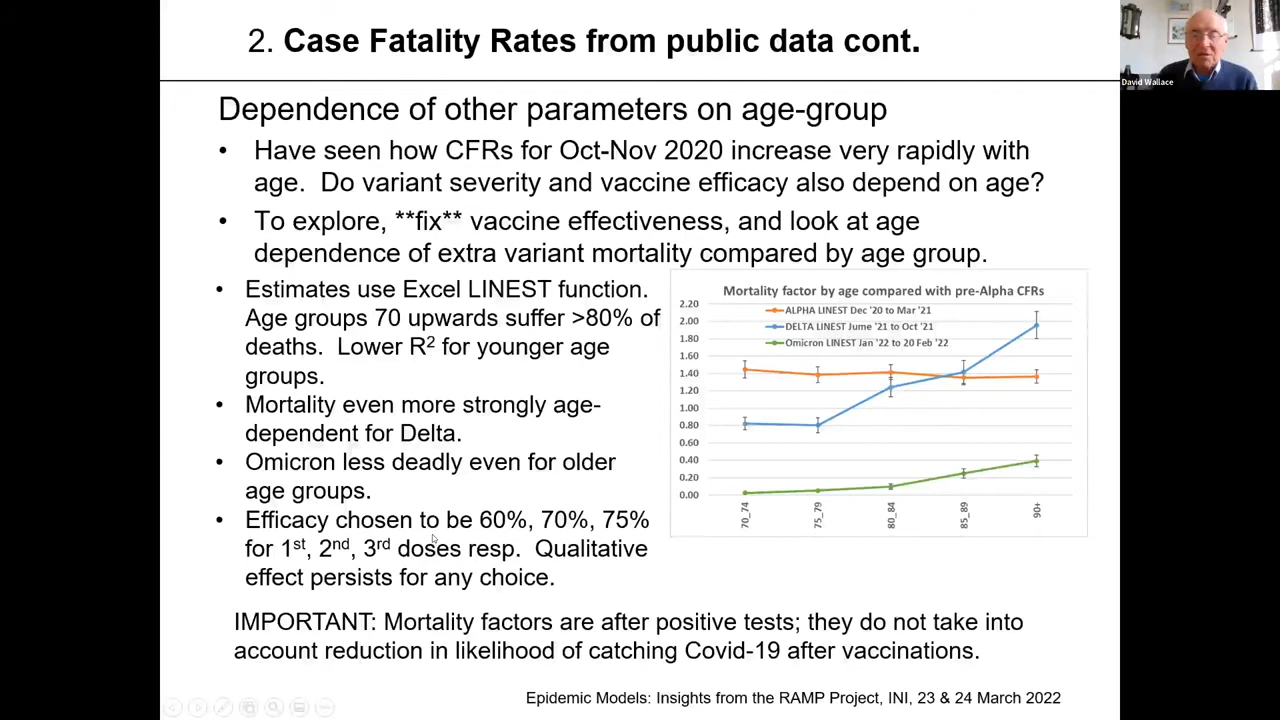 2. Case Fatality Rates from public data cont.
David Wallace
Dependence of other parameters on age-group
• Have seen how CFRs for Oct-Nov 2020 increase very rapidly with
age. Do variant severity and vaccine efficacy also depend on age?
• To explore, **fix** vaccine effectiveness, and look at age
dependence of extra variant mortality compared by age group.
• Estimates use Excel LINEST function.
Age groups 70 upwards suffer >80% of
deaths. Lower R² for younger age
groups.
• Mortality even more strongly age-
dependent for Delta.
• Omicron less deadly even for older
age groups.
• Efficacy chosen to be 60%, 70%, 75%
for 1st, 2nd, 3rd doses resp. Qualitative
effect persists for any choice.
Mortality factor by age compared with pre-Alpha CFRs
ALPHA LINEST Dec '20 to Mar '21
DELTA LINEST Jume '21 to Oct '21
Omicron LINEST Jan '22 to 20 Feb '22
2.20
2.00
1.80
1.60
1.40
1.20
1.00
0.80
0.60
0.40
0.20
0.00
70_74
75_79
80_84
85_89
90+
IMPORTANT: Mortality factors are after positive tests; they do not take into
account reduction in likelihood of catching Covid-19 after vaccinations.
Epidemic Models: Insights from the RAMP Project, INI, 23 & 24 March 2022